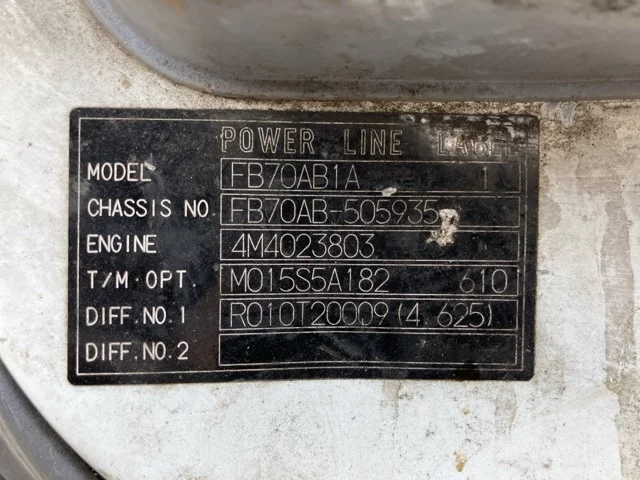 POWER LINE LABEL
MODEL FB70AB1A 1
CHASSIS NO. FB70AB-505935
ENGINE 4M4023803
T/M. OPT. M015S5A182 610
DIFF. NO. 1 R010T20009 (4.625)
DIFF. NO. 2